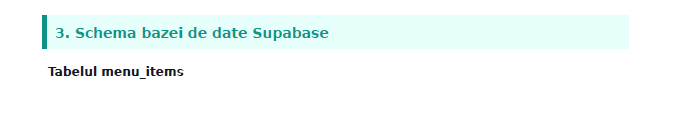 3. Schema bazei de date Supabase
Tabelul menu_items